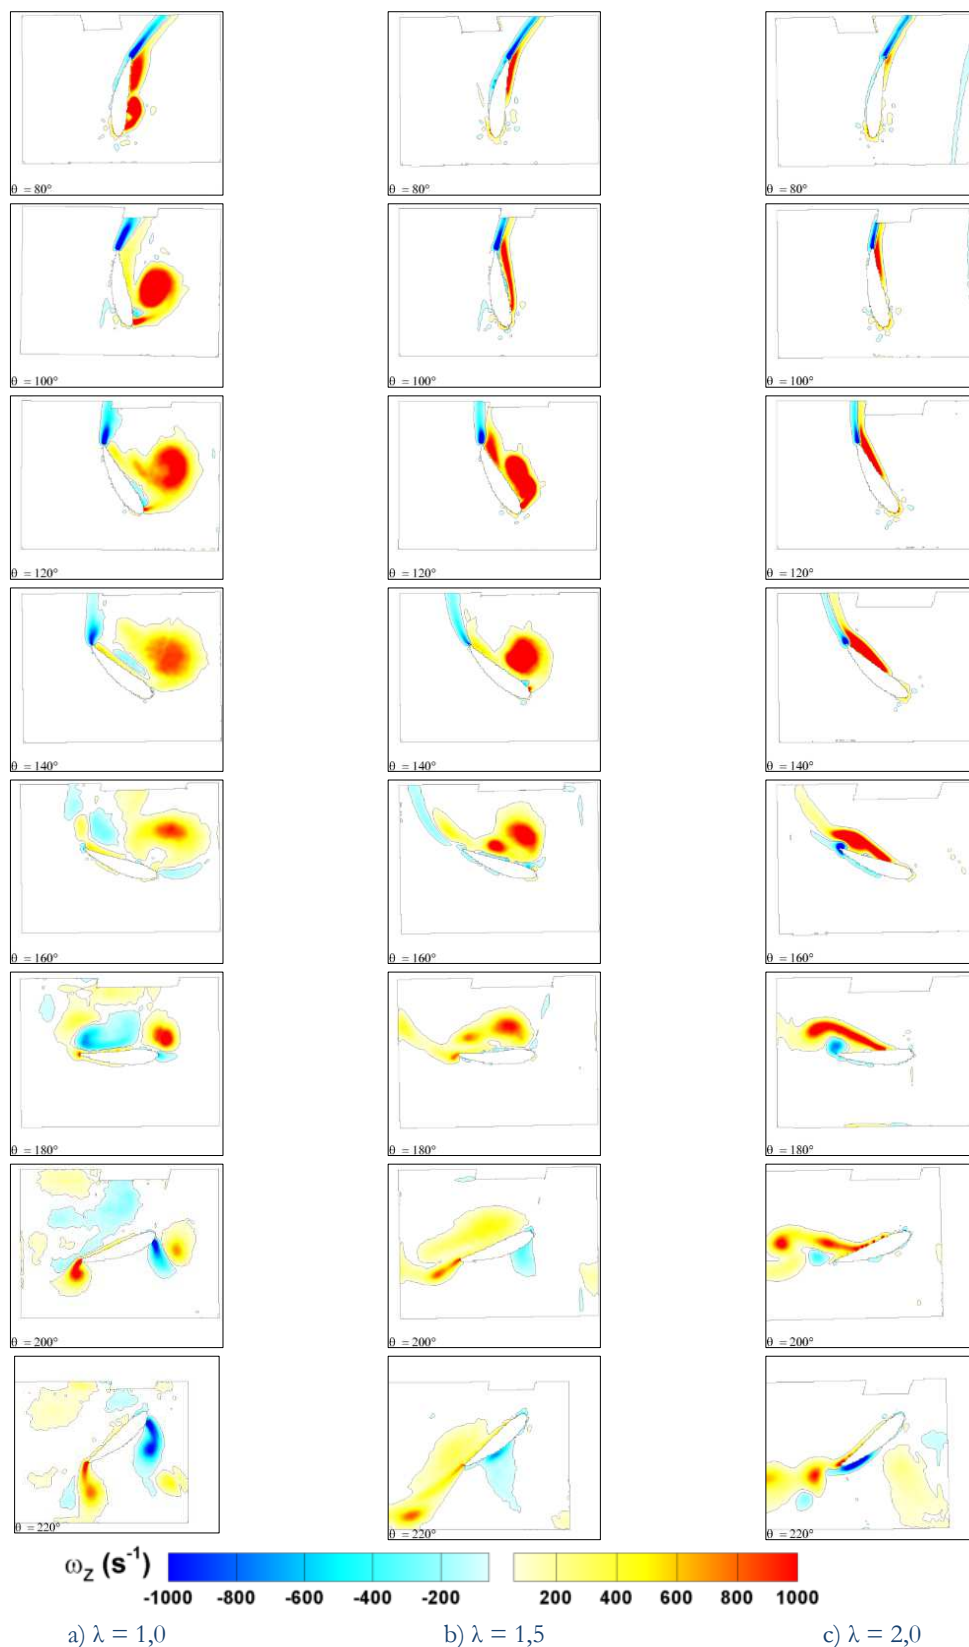 θ = 80° θ = 80° θ = 80°
θ = 100° θ = 100° θ = 100°
θ = 120° θ = 120° θ = 120°
θ = 140° θ = 140° θ = 140°
θ = 160° θ = 160° θ = 160°
θ = 180° θ = 180° θ = 180°
θ = 200° θ = 200° θ = 200°
θ = 220° θ = 220° θ = 220°
ωz (s⁻¹)
-1000 -800 -600 -400 -200 200 400 600 800 1000
a) λ = 1,0 b) λ = 1,5 c) λ = 2,0